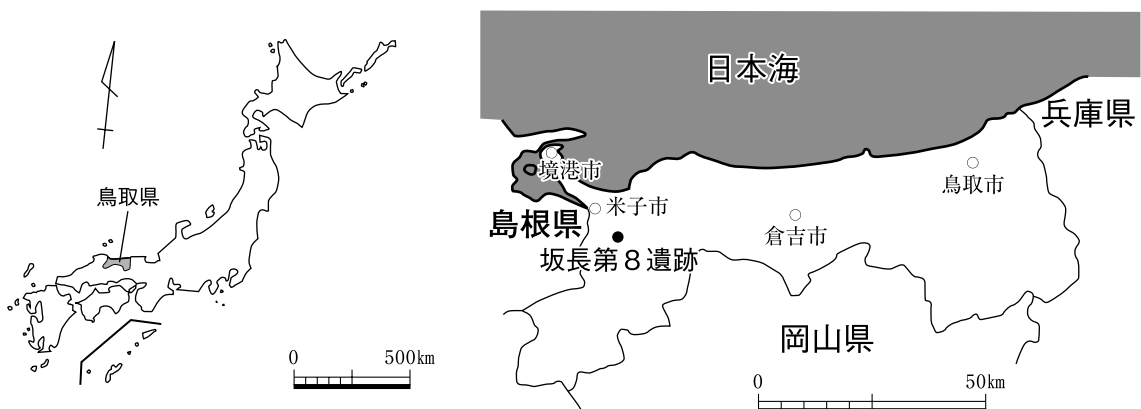 鳥取県
0
500km
日本海
兵庫県
境港市
鳥取市
米子市
島根県
倉吉市
坂長第８遺跡
岡山県
0
50km